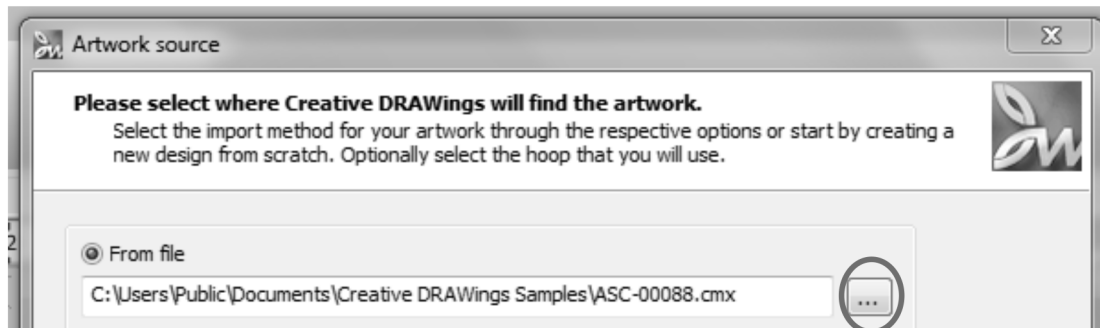 Artwork source
Please select where Creative DRAWings will find the artwork.
Select the import method for your artwork through the respective options or start by creating a
new design from scratch. Optionally select the hoop that you will use.
2
From file
C:\Users\Public\Documents\Creative DRAWings Samples\ASC-00088.cmx
...